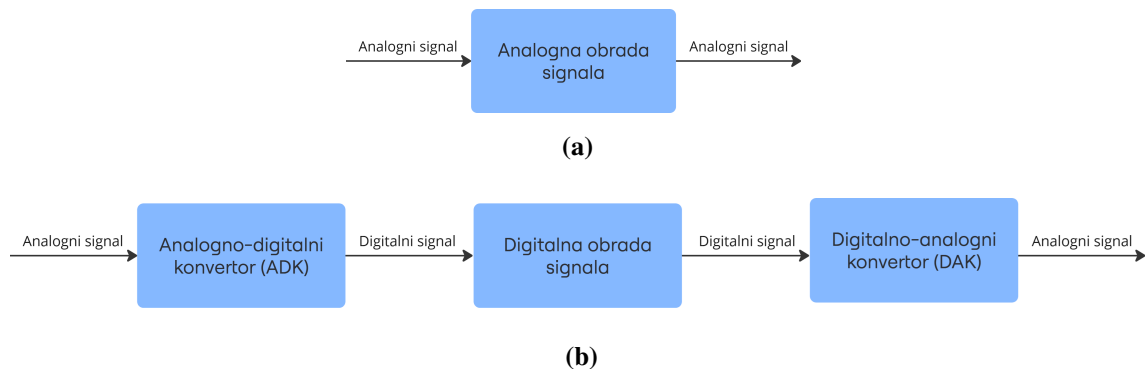 Analogni signal
Analogna obrada
signala
Analogni signal
(a)
Analogni signal
Analogno-digitalni
konvertor (ADK)
Digitalni signal
Digitalna obrada
signala
Digitalni signal
Digitalno-analogni
konvertor (DAK)
Analogni signal
(b)